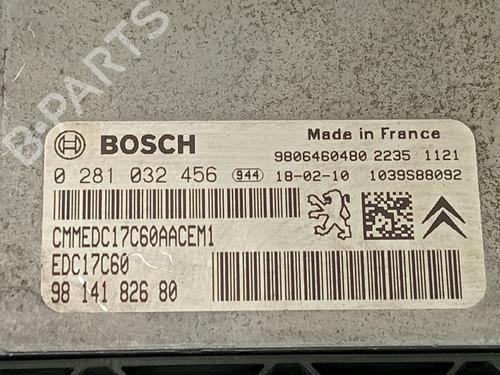 B-PARTS
BOSCH
Made in France
9806460480 2235 1121
0 281 032 456 944 18-02-10 1039S88092
CMMEDC17C60AACEM1
EDC17C60
98 141 826 80